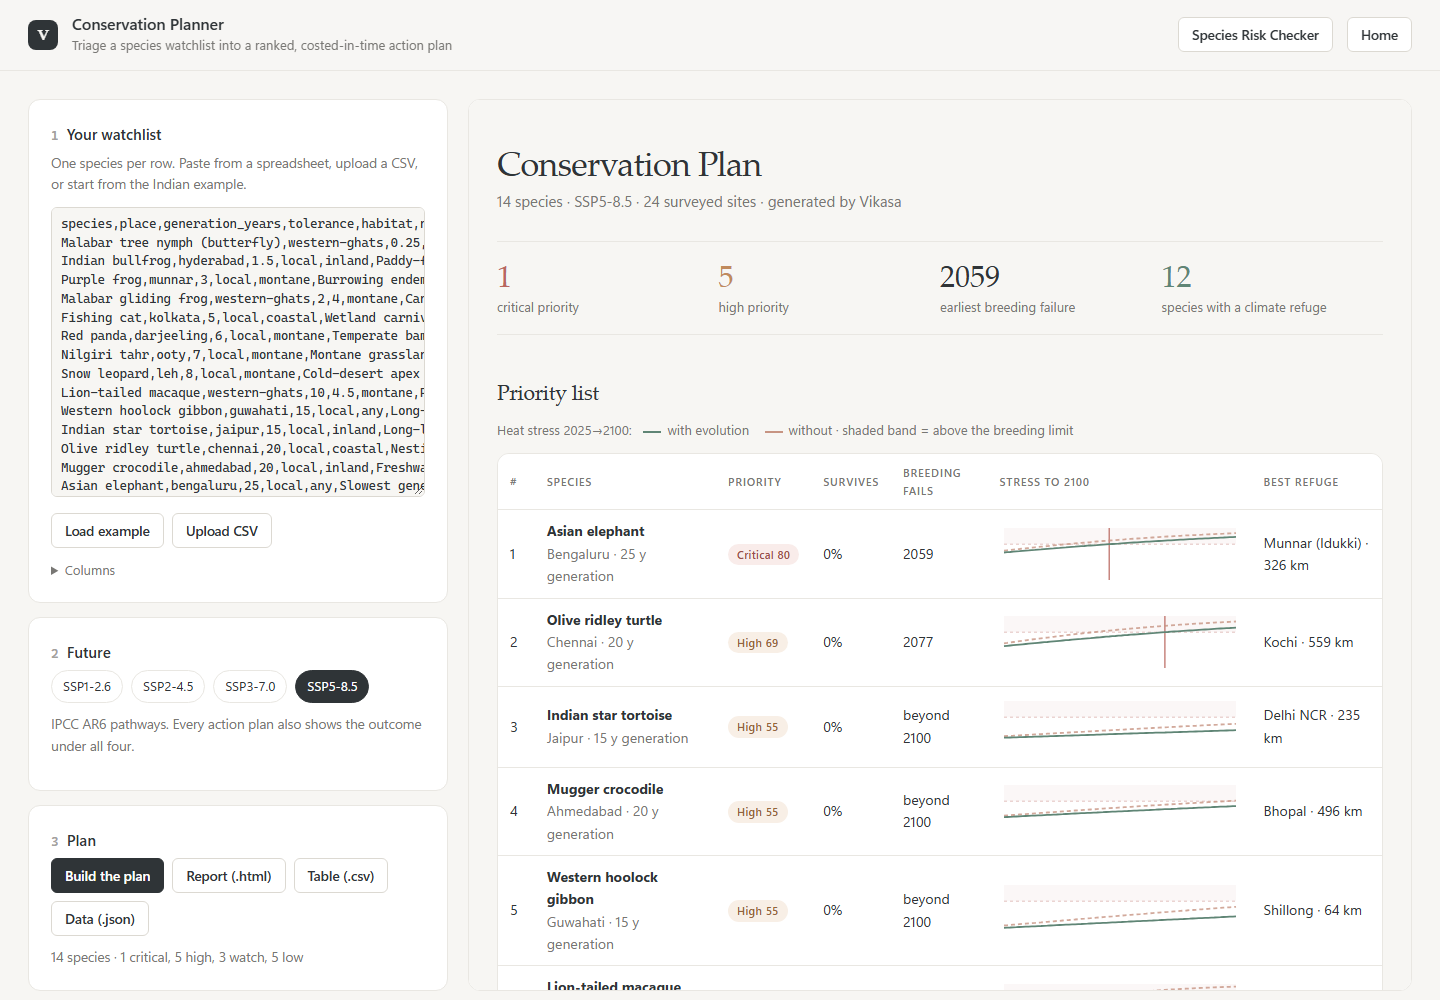 V
Conservation Planner
Triage a species watchlist into a ranked, costed-in-time action plan
Species Risk Checker
Home
1 Your watchlist
One species per row. Paste from a spreadsheet, upload a CSV,
or start from the Indian example.
species,place,generation_years,tolerance,habitat,
Malabar tree nymph (butterfly),western-ghats,0.25,
Indian bullfrog,hyderabad,1.5,local,inland,Paddy-
Purple frog,munnar,3,local,montane,Burrowing
Malabar gliding frog,western-ghats,2,4,montane,
Fishing cat,kolkata,5,local,coastal,Wetland
Red panda,darjeeling,6,local,montane,Temperate
Nilgiri tahr,ooty,7,local,montane,Montane
Snow leopard,leh,8,local,montane,Cold-desert apex
Lion-tailed macaque,western-ghats,10,4.5,montane,
Western hoolock gibbon,guwahati,15,local,any,Long-
Indian star tortoise,jaipur,15,local,inland,Long-
Olive ridley turtle,chennai,20,local,coastal,
Mugger crocodile,ahmedabad,20,local,inland,
Asian elephant,bengaluru,25,local,any,Slowest
Load example
Upload CSV
Columns
2 Future
SSP1-2.6
SSP2-4.5
SSP3-7.0
SSP5-8.5
IPCC AR6 pathways. Every action plan also shows the outcome
under all four.
3 Plan
Build the plan
Report (.html)
Table (.csv)
Data (.json)
14 species · 1 critical, 5 high, 3 watch, 5 low
Conservation Plan
14 species · SSP5-8.5 · 24 surveyed sites · generated by Vikasa
1
critical priority
5
high priority
2059
earliest breeding failure
12
species with a climate refuge
Priority list
Heat stress 2025→2100: with evolution without · shaded band = above the breeding limit
# SPECIES PRIORITY SURVIVES BREEDING FAILS STRESS TO 2100 BEST REFUGE
1
Asian elephant
Bengaluru · 25 y
generation
Critical 80
0%
2059
Munnar (Idukki) ·
326 km
2
Olive ridley turtle
Chennai · 20 y
generation
High 69
0%
2077
Kochi · 559 km
3
Indian star tortoise
Jaipur · 15 y generation
High 55
0%
beyond
2100
Delhi NCR · 235
km
4
Mugger crocodile
Ahmedabad · 20 y
generation
High 55
0%
beyond
2100
Bhopal · 496 km
5
Western hoolock
gibbon
Guwahati · 15 y
generation
High 55
0%
beyond
2100
Shillong · 64 km
Lion-tailed macaque